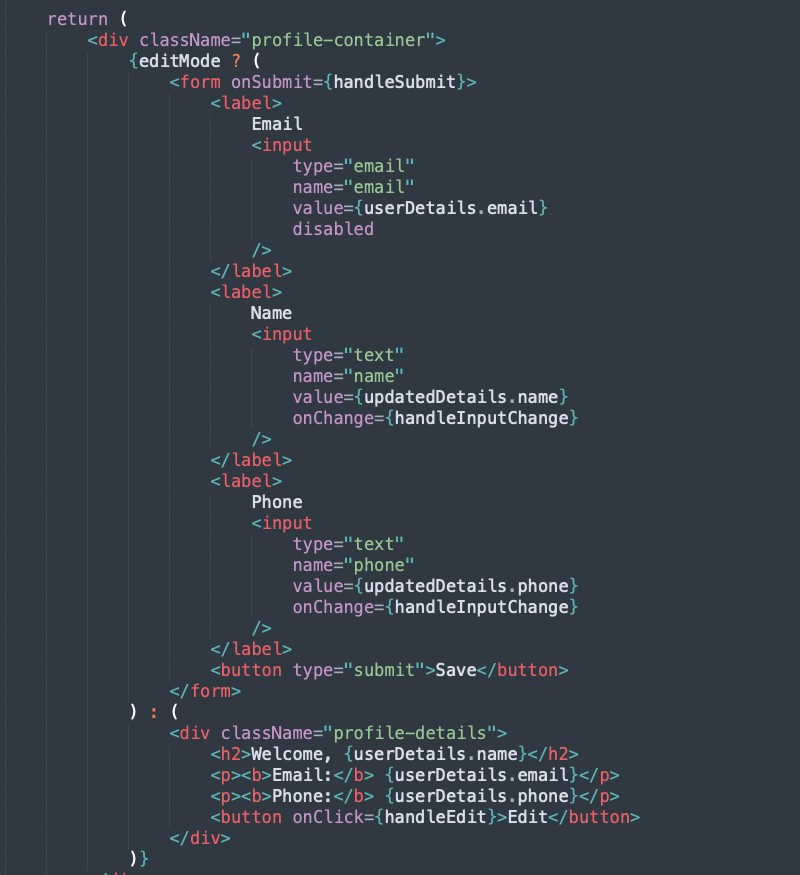 return (
    <div className="profile-container">
        {editMode ? (
            <form onSubmit={handleSubmit}>
                <label>
                    Email
                    <input
                        type="email"
                        name="email"
                        value={userDetails.email}
                        disabled
                    />
                </label>
                <label>
                    Name
                    <input
                        type="text"
                        name="name"
                        value={updatedDetails.name}
                        onChange={handleInputChange}
                    />
                </label>
                <label>
                    Phone
                    <input
                        type="text"
                        name="phone"
                        value={updatedDetails.phone}
                        onChange={handleInputChange}
                    />
                </label>
                <button type="submit">Save</button>
            </form>
        ) : (
            <div className="profile-details">
                <h2>Welcome, {userDetails.name}</h2>
                <p><b>Email:</b> {userDetails.email}</p>
                <p><b>Phone:</b> {userDetails.phone}</p>
                <button onClick={handleEdit}>Edit</button>
            </div>
        )}